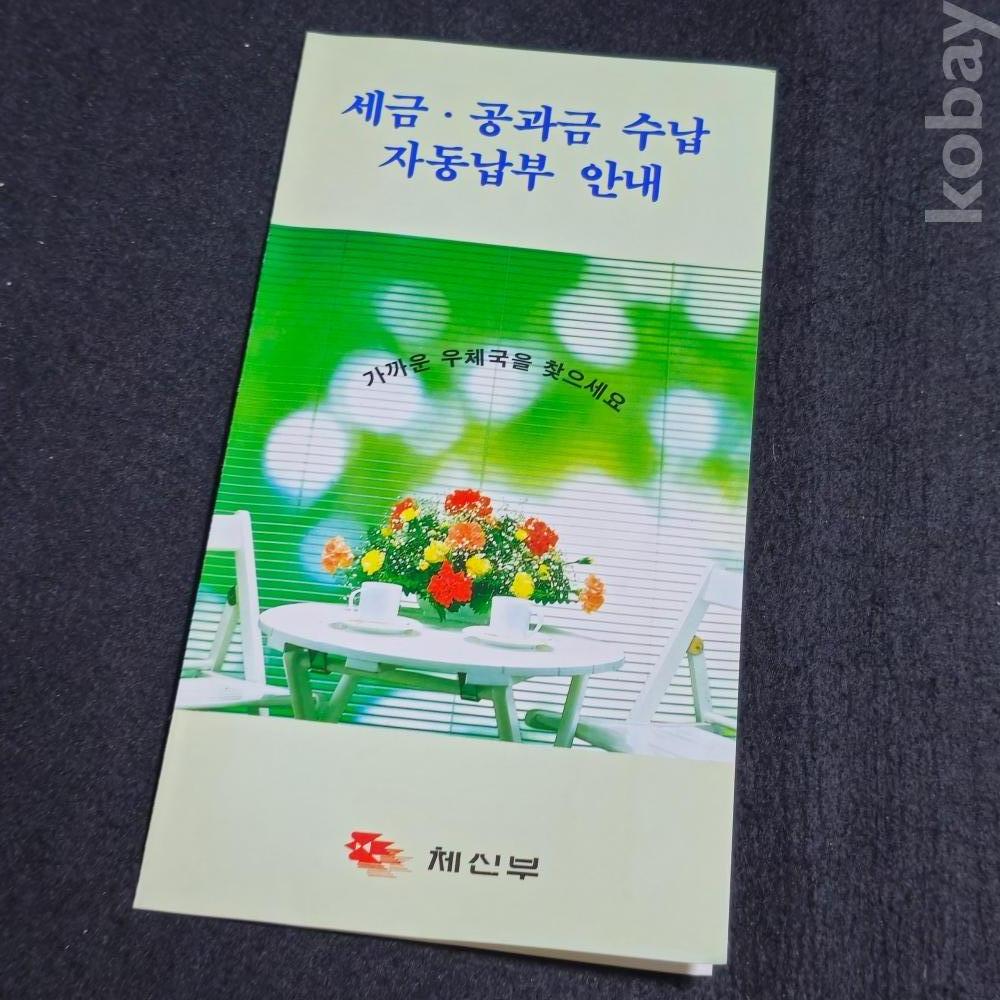 세금·공과금 수납
자동납부 안내
가까운 우체국을 찾으세요
체신부
kobay